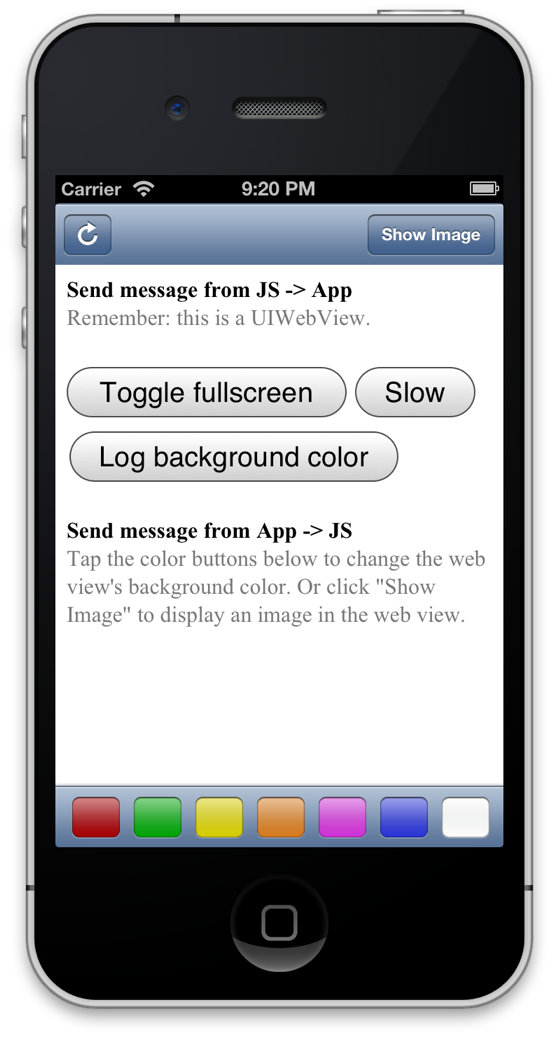 Carrier 9:20 PM
Show Image
Send message from JS -> App
Remember: this is a UIWebView.
Toggle fullscreen Slow
Log background color
Send message from App -> JS
Tap the color buttons below to change the web
view's background color. Or click "Show
Image" to display an image in the web view.